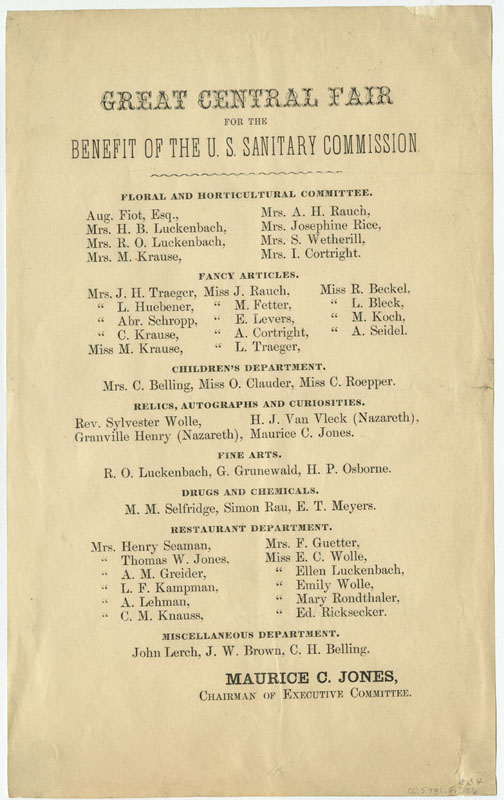 GREAT CENTRAL FAIR
FOR THE
BENEFIT OF THE U. S. SANITARY COMMISSION.
FLORAL AND HORTICULTURAL COMMITTEE.
Aug. Fiot, Esq., Mrs. A. H. Rauch,
Mrs. H. B. Luckenbach, Mrs. Josephine Rice,
Mrs. R. O. Luckenbach, Mrs. S. Wetherill,
Mrs. M. Krause, Mrs. I. Cortright.
FANCY ARTICLES.
Mrs. J. H. Traeger, Miss J. Rauch, Miss R. Beckel,
“ L. Huebener, “ M. Fetter, “ L. Bleck,
“ Abr. Schropp, “ E. Levers, “ M. Koch,
“ C. Krause, “ A. Cortright, “ A. Seidel.
Miss M. Krause, “ L. Traeger,
CHILDREN'S DEPARTMENT.
Mrs. C. Belling, Miss O. Clauder, Miss C. Roepper.
RELICS, AUTOGRAPHS AND CURIOSITIES.
Rev. Sylvester Wolle, H. J. Van Vleck (Nazareth),
Granville Henry (Nazareth), Maurice C. Jones.
FINE ARTS.
R. O. Luckenbach, G. Grunewald, H. P. Osborne.
DRUGS AND CHEMICALS.
M. M. Selfridge, Simon Rau, E. T. Meyers.
RESTAURANT DEPARTMENT.
Mrs. Henry Seaman, Mrs. F. Guetter,
“ Thomas W. Jones, Miss E. C. Wolle,
“ A. M. Greider, “ Ellen Luckenbach,
“ L. F. Kampman, “ Emily Wolle,
“ A. Lehman, “ Mary Rondthaler,
“ C. M. Knauss, “ Ed. Ricksecker.
MISCELLANEOUS DEPARTMENT.
John Lerch, J. W. Brown, C. H. Belling.
MAURICE C. JONES,
CHAIRMAN OF EXECUTIVE COMMITTEE.